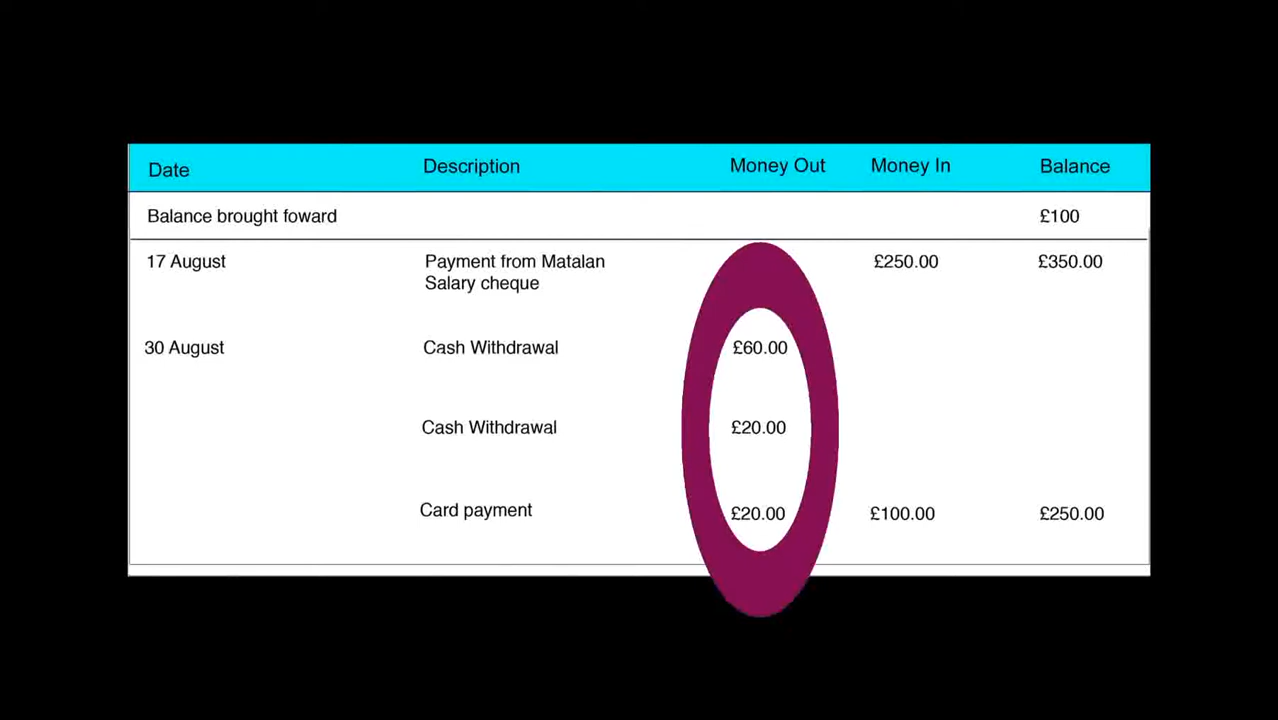 Date Description Money Out Money In Balance
Balance brought foward £100
17 August Payment from Matalan £250.00 £350.00
Salary cheque
30 August Cash Withdrawal £60.00
Cash Withdrawal £20.00
Card payment £20.00 £100.00 £250.00